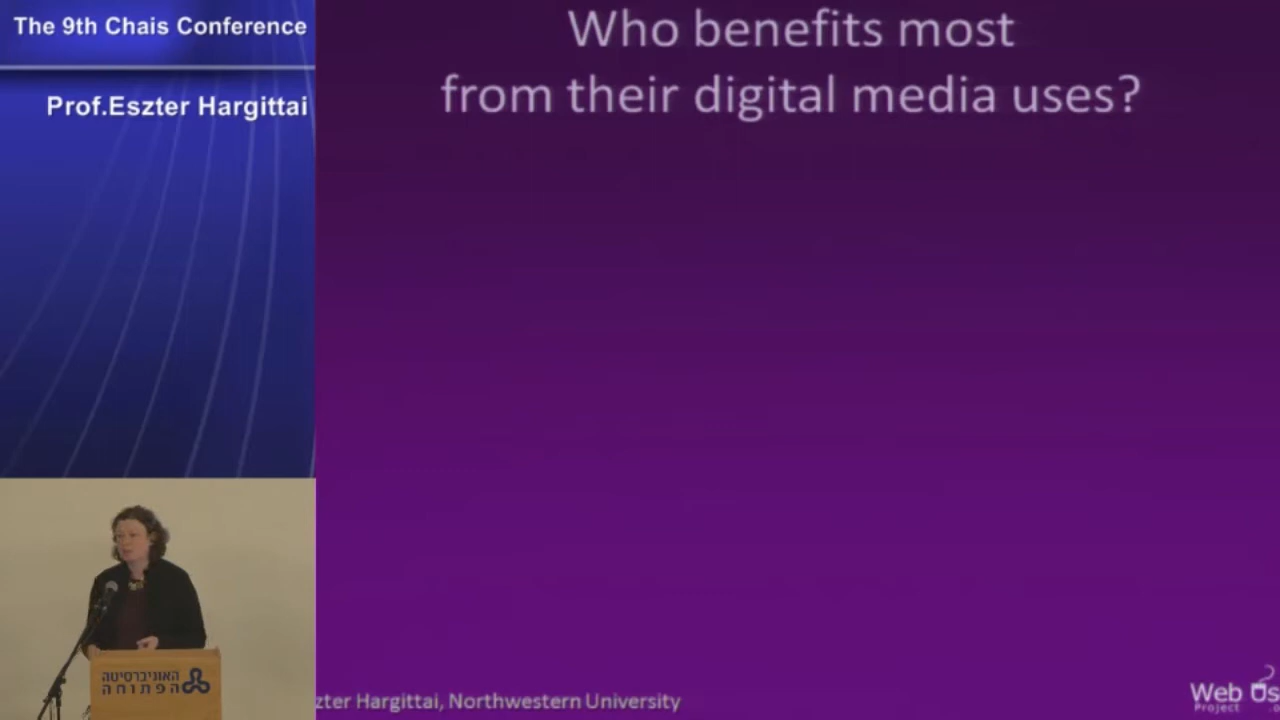 The 9th Chais Conference
Prof.Eszter Hargittai
Who benefits most
from their digital media uses?
האוניברסיטה
הפתוחה
zter Hargittai, Northwestern University
Web Us
Project